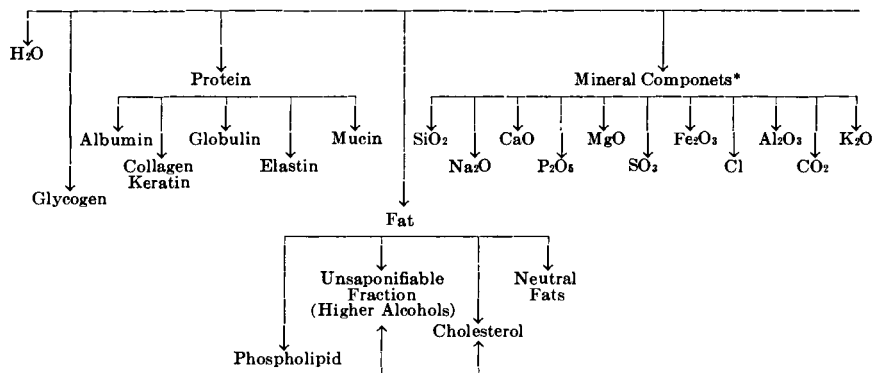 H₂O
Protein
Mineral Componets*
Albumin
Globulin
Mucin
Collagen
Keratin
Elastin
SiO₂
CaO
MgO
Fe₂O₃
Al₂O₃
K₂O
Na₂O
P₂O₅
SO₃
Cl
CO₂
Glycogen
Fat
Unsaponifiable
Fraction
(Higher Alcohols)
Neutral
Fats
Cholesterol
Phospholipid